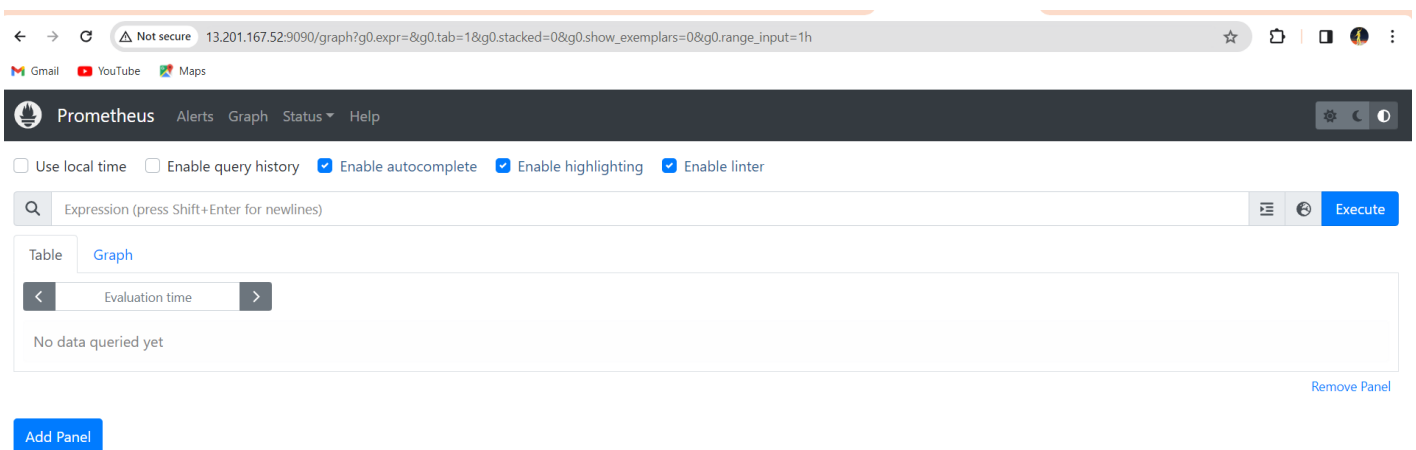 Not secure 13.201.167.52:9090/graph?g0.expr=&g0.tab=1&g0.stacked=0&g0.show_exemplars=0&g0.range_input=1h
Gmail YouTube Maps
Prometheus Alerts Graph Status Help
Use local time Enable query history Enable autocomplete Enable highlighting Enable linter
Expression (press Shift+Enter for newlines) Execute
Table Graph
Evaluation time
No data queried yet
Remove Panel
Add Panel